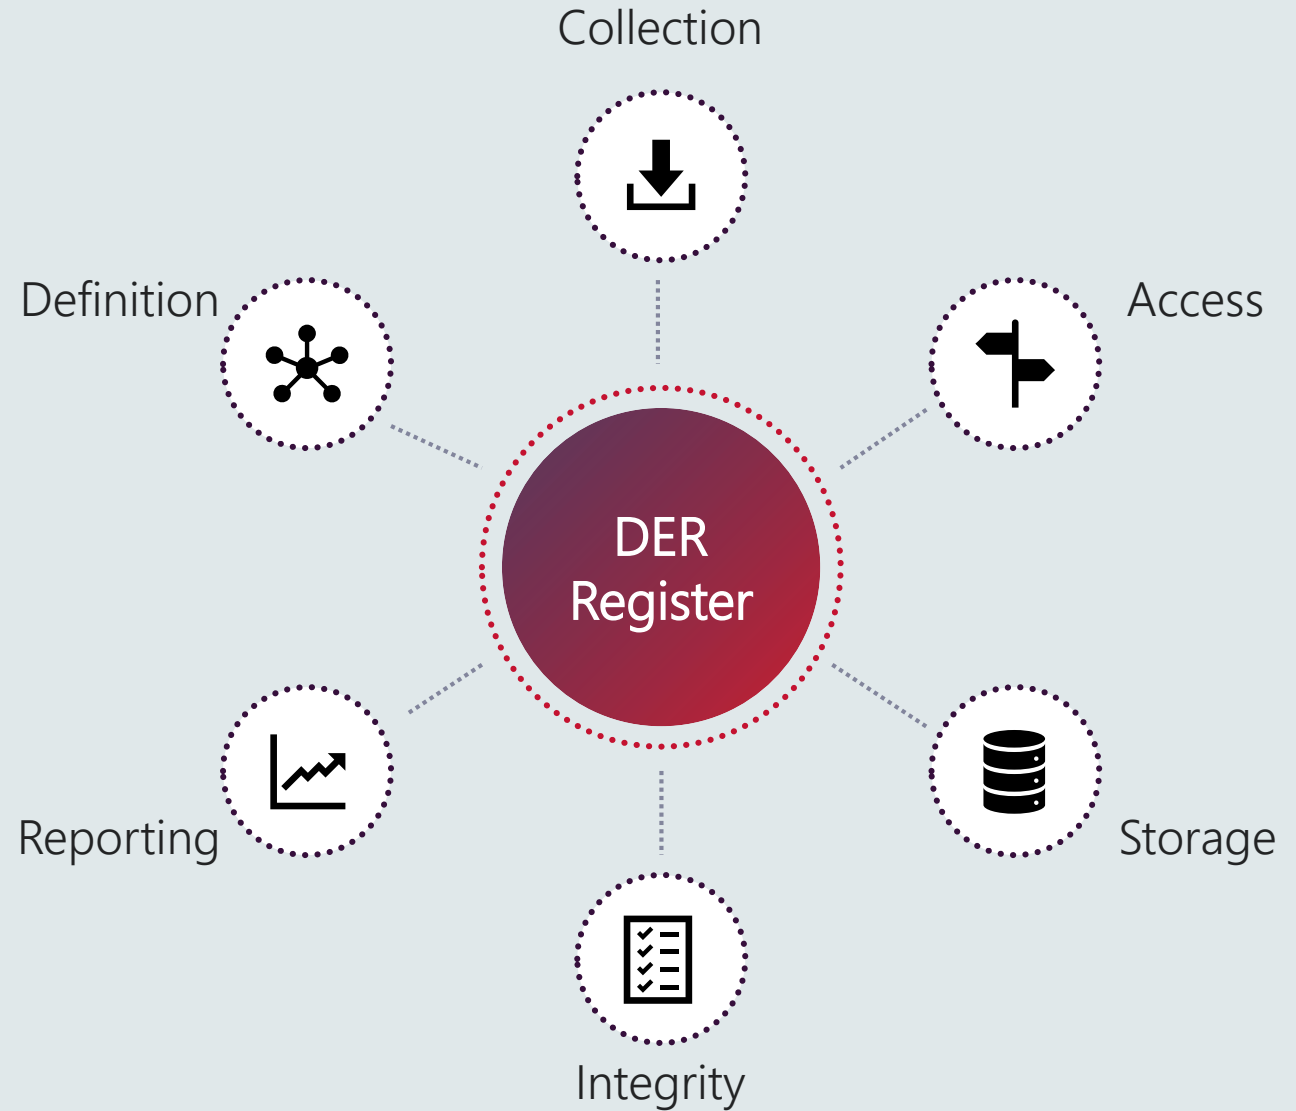 Collection
Definition
Access
DER
Register
Reporting
Storage
Integrity